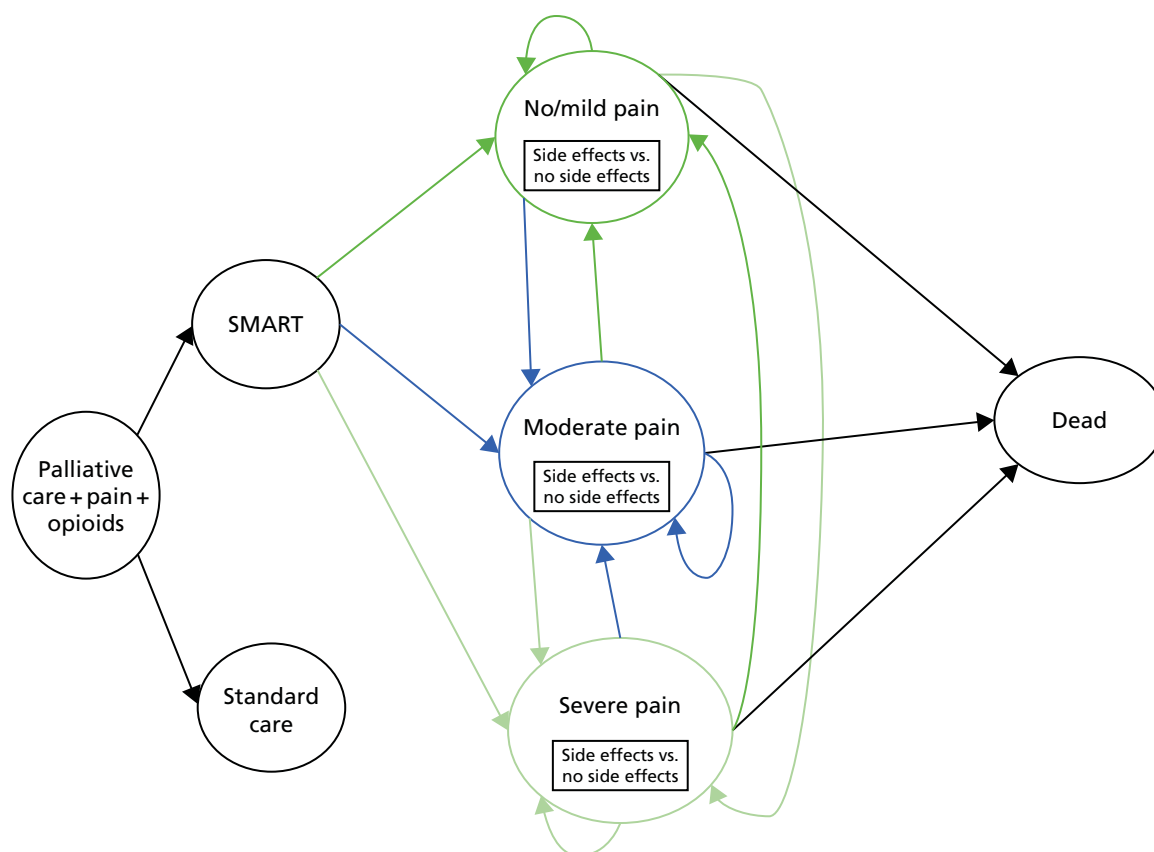 No/mild pain
Side effects vs.
no side effects
SMART
Moderate pain
Side effects vs.
no side effects
Dead
Palliative
care + pain +
opioids
Standard
care
Severe pain
Side effects vs.
no side effects